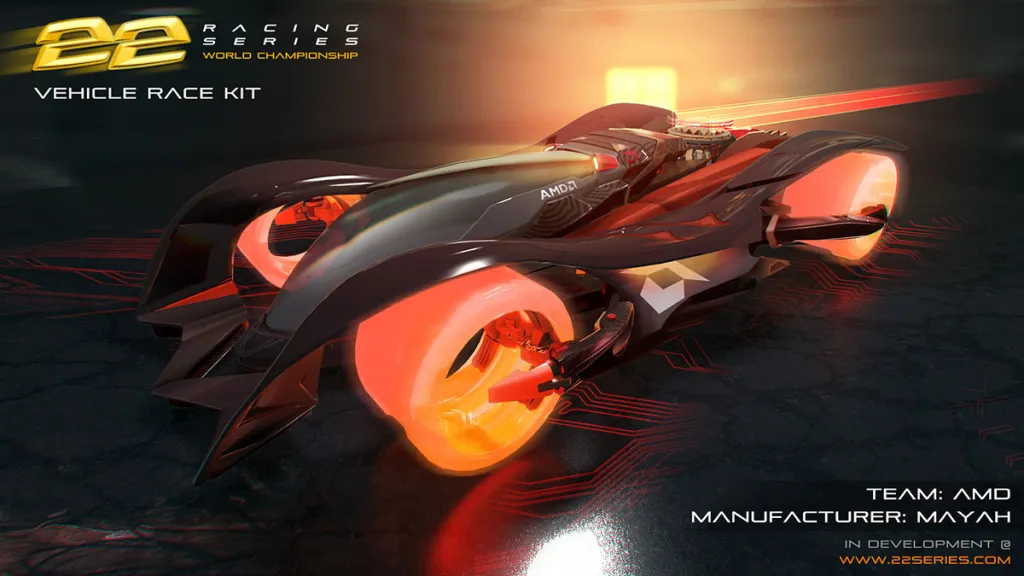 22 RACING
SERIES
WORLD CHAMPIONSHIP
VEHICLE RACE KIT
AMD
TEAM: AMD
MANUFACTURER: MAYAH
IN DEVELOPMENT @
WWW.22SERIES.COM